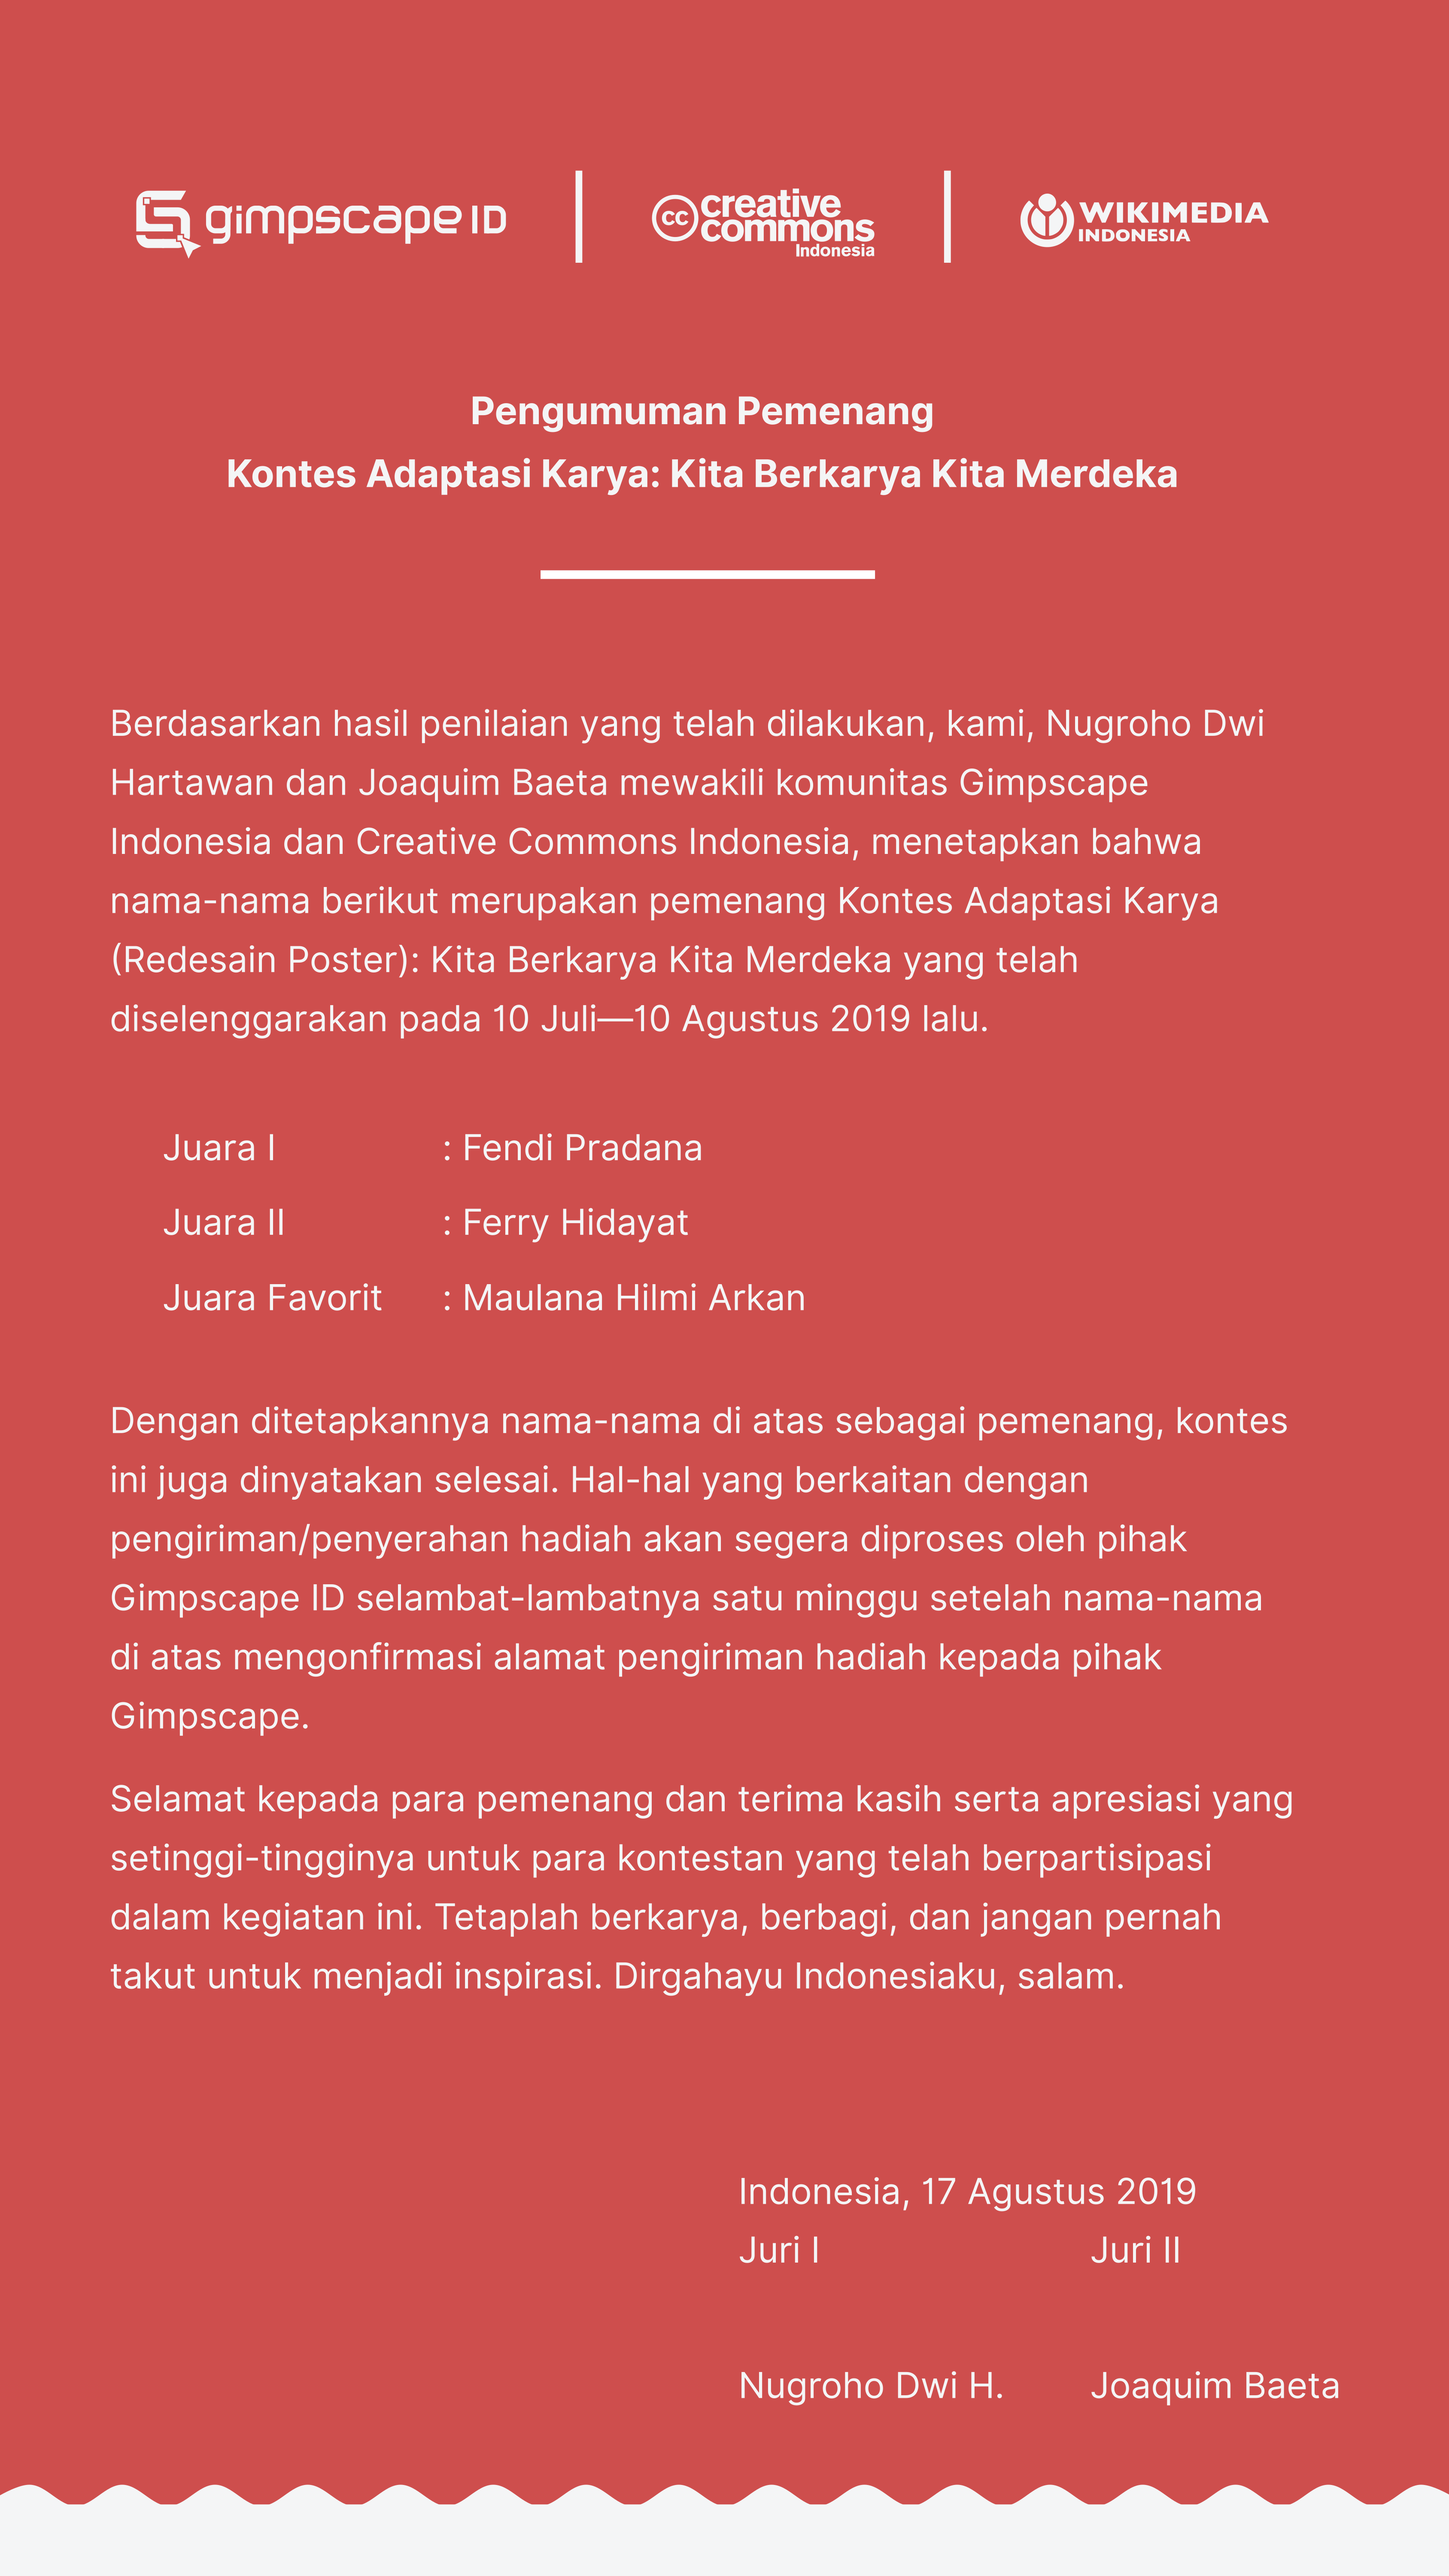 gimpscape ID
cc creative commons Indonesia
WIKIMEDIA INDONESIA
Pengumuman Pemenang
Kontes Adaptasi Karya: Kita Berkarya Kita Merdeka
Berdasarkan hasil penilaian yang telah dilakukan, kami, Nugroho Dwi
Hartawan dan Joaquim Baeta mewakili komunitas Gimpscape
Indonesia dan Creative Commons Indonesia, menetapkan bahwa
nama-nama berikut merupakan pemenang Kontes Adaptasi Karya
(Redesain Poster): Kita Berkarya Kita Merdeka yang telah
diselenggarakan pada 10 Juli—10 Agustus 2019 lalu.
Juara I : Fendi Pradana
Juara II : Ferry Hidayat
Juara Favorit : Maulana Hilmi Arkan
Dengan ditetapkannya nama-nama di atas sebagai pemenang, kontes
ini juga dinyatakan selesai. Hal-hal yang berkaitan dengan
pengiriman/penyerahan hadiah akan segera diproses oleh pihak
Gimpscape ID selambat-lambatnya satu minggu setelah nama-nama
di atas mengonfirmasi alamat pengiriman hadiah kepada pihak
Gimpscape.
Selamat kepada para pemenang dan terima kasih serta apresiasi yang
setinggi-tingginya untuk para kontestan yang telah berpartisipasi
dalam kegiatan ini. Tetaplah berkarya, berbagi, dan jangan pernah
takut untuk menjadi inspirasi. Dirgahayu Indonesiaku, salam.
Indonesia, 17 Agustus 2019
Juri I Juri II
Nugroho Dwi H. Joaquim Baeta